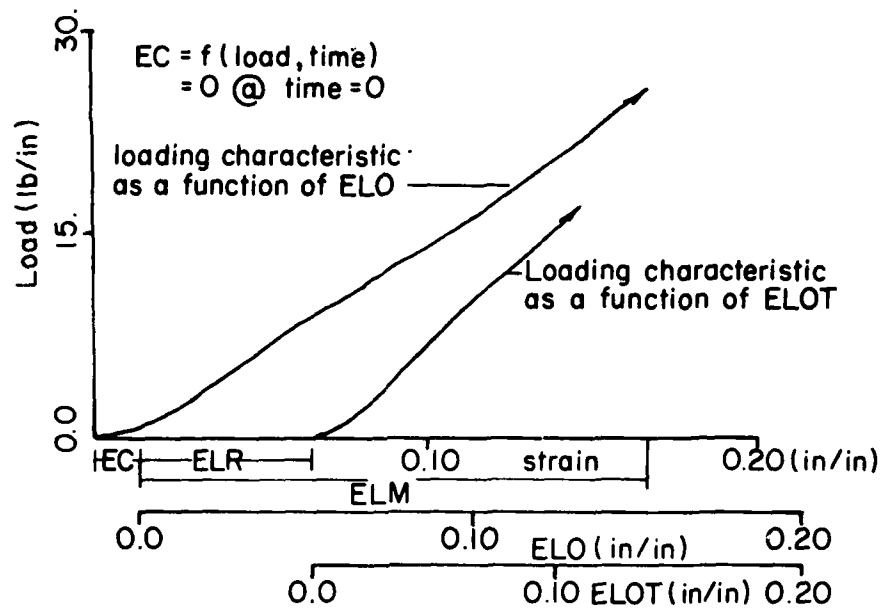 30.
EC = f (load, time)
= 0 @ time = 0
loading characteristic
as a function of ELO
Load (lb/in)
15.
Loading characteristic
as a function of ELOT
0.0
EC ELR 0.10 strain 0.20 (in/in)
ELM
0.0 0.10 0.20
ELO (in/in)
0.0 0.10 0.20
ELOT (in/in)